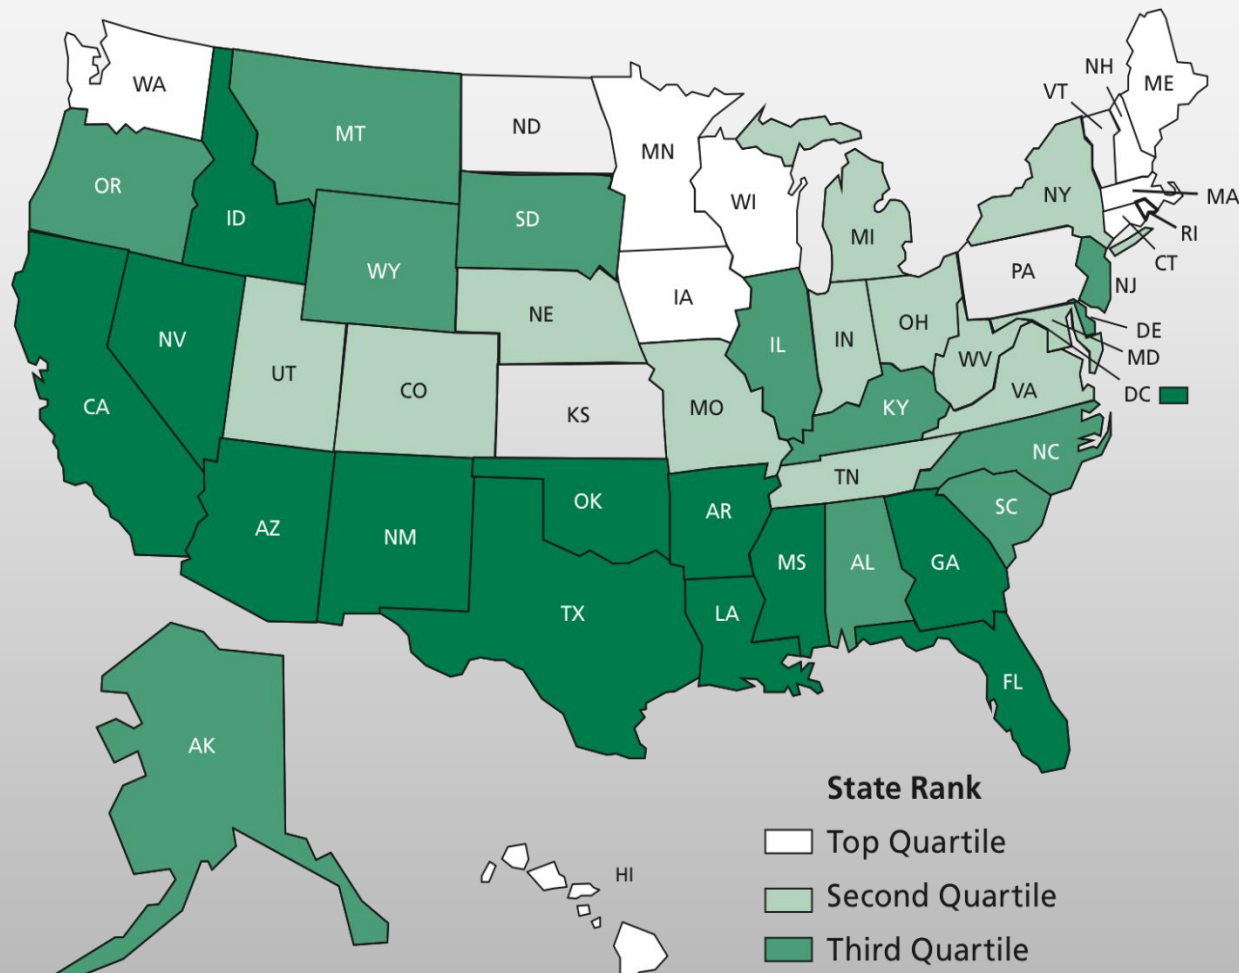 WA
MT
ND
MN
OR
ID
SD
WI
WY
NE
IA
MI
NY
VT
NH
ME
MA
RI
CT
PA
NJ
DE
MD
DC
NV
UT
CO
KS
MO
IL
IN
OH
WV
VA
KY
CA
AZ
NM
OK
AR
TN
NC
SC
TX
LA
MS
AL
GA
FL
AK
HI
State Rank
Top Quartile
Second Quartile
Third Quartile